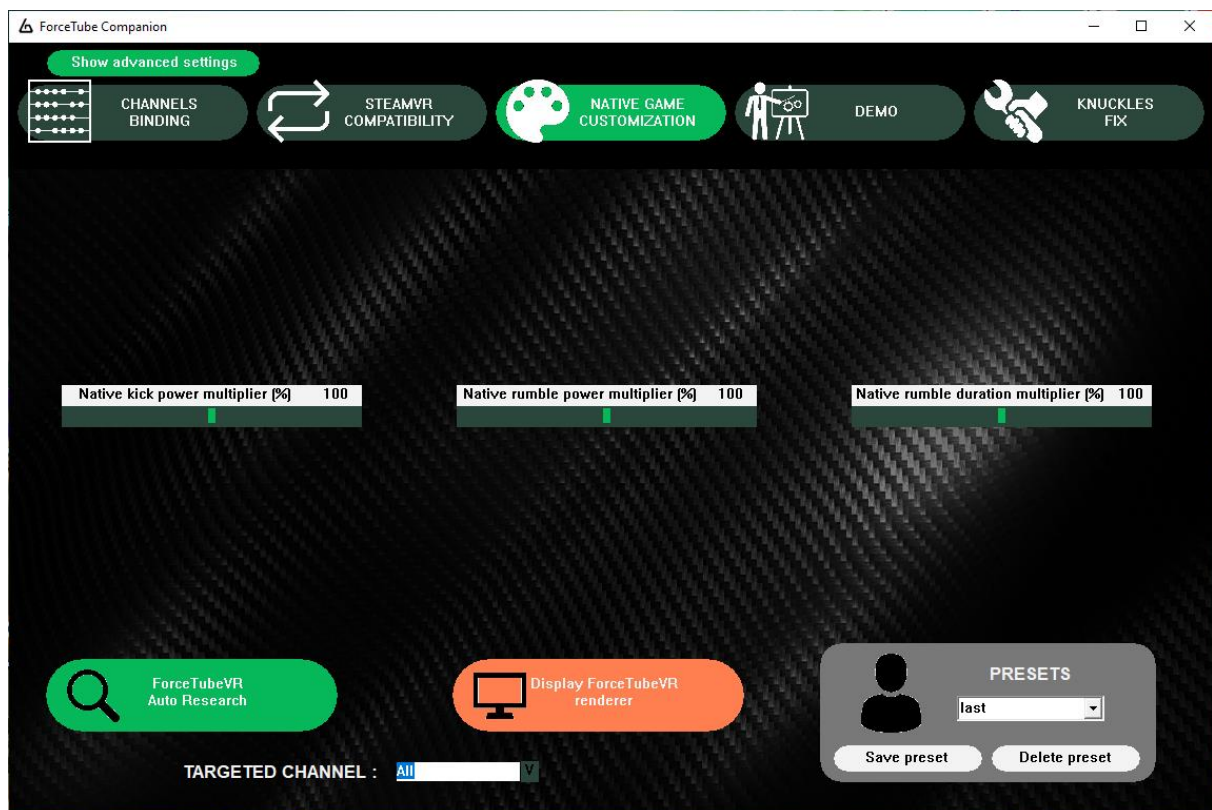 ForceTube Companion
Show advanced settings
CHANNELS
BINDING
STEAMVR
COMPATIBILITY
NATIVE GAME
CUSTOMIZATION
DEMO
KNUCKLES
FIX
Native kick power multiplier (%) 100
Native rumble power multiplier (%) 100
Native rumble duration multiplier (%) 100
ForceTubeVR
Auto Research
Display ForceTubeVR
renderer
PRESETS
last
Save preset
Delete preset
TARGETED CHANNEL :
All
V